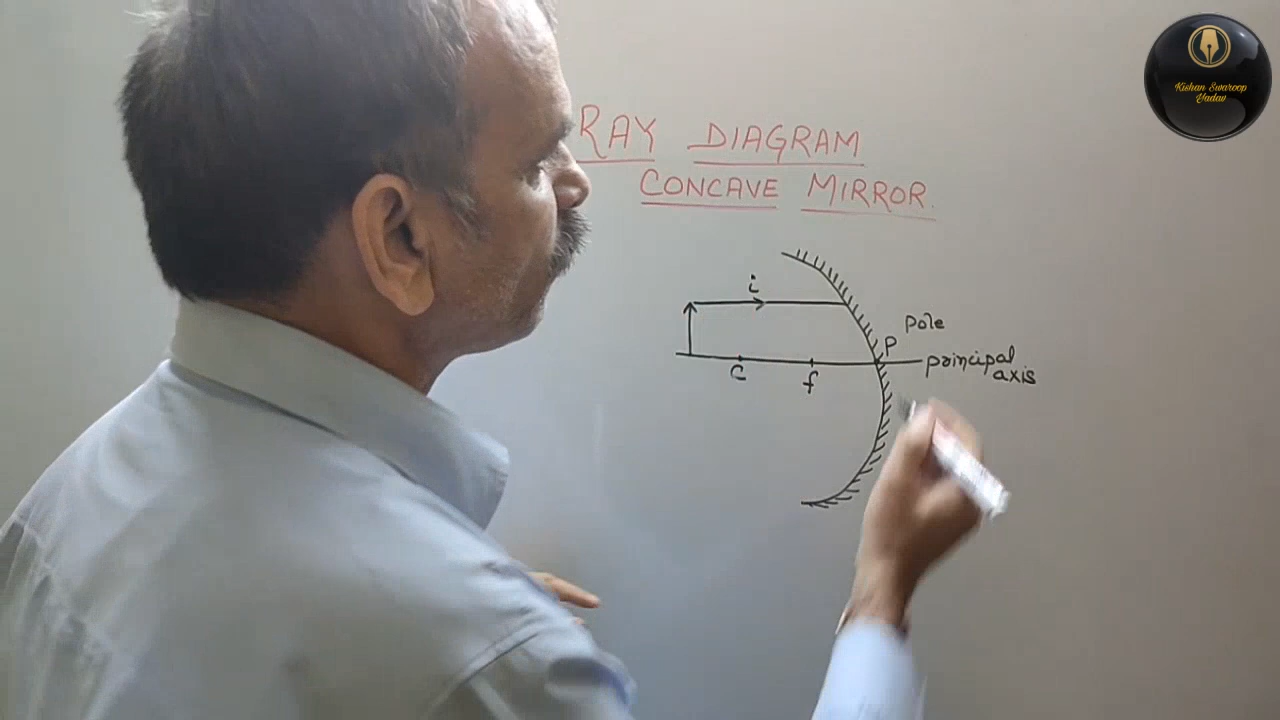 RAY DIAGRAM
CONCAVE MIRROR.
i
Pole
P
principal
axis
C
f
Kishan Swaroop
Yadav